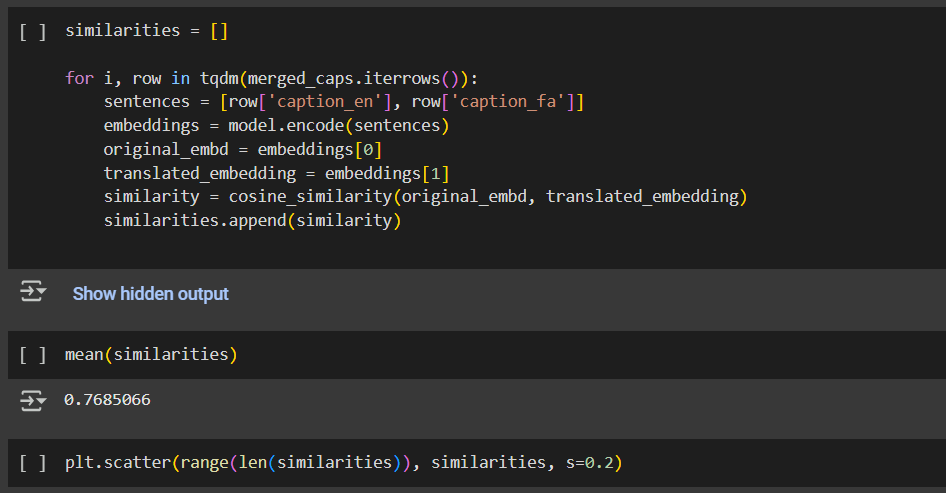 [ ] similarities = []
for i, row in tqdm(merged_caps.iterrows()):
    sentences = [row['caption_en'], row['caption_fa']]
    embeddings = model.encode(sentences)
    original_embd = embeddings[0]
    translated_embedding = embeddings[1]
    similarity = cosine_similarity(original_embd, translated_embedding)
    similarities.append(similarity)
Show hidden output
[ ] mean(similarities)
0.7685066
[ ] plt.scatter(range(len(similarities)), similarities, s=0.2)